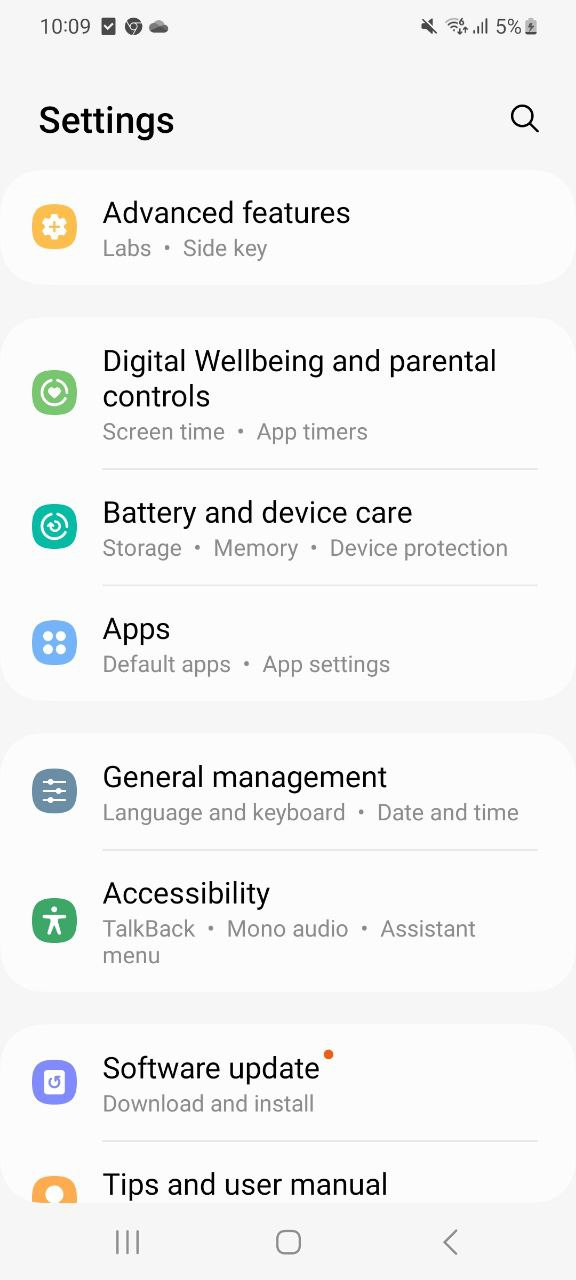 10:09 5%
Settings
Advanced features
Labs • Side key
Digital Wellbeing and parental
controls
Screen time • App timers
Battery and device care
Storage • Memory • Device protection
Apps
Default apps • App settings
General management
Language and keyboard • Date and time
Accessibility
TalkBack • Mono audio • Assistant
menu
Software update
Download and install
Tips and user manual